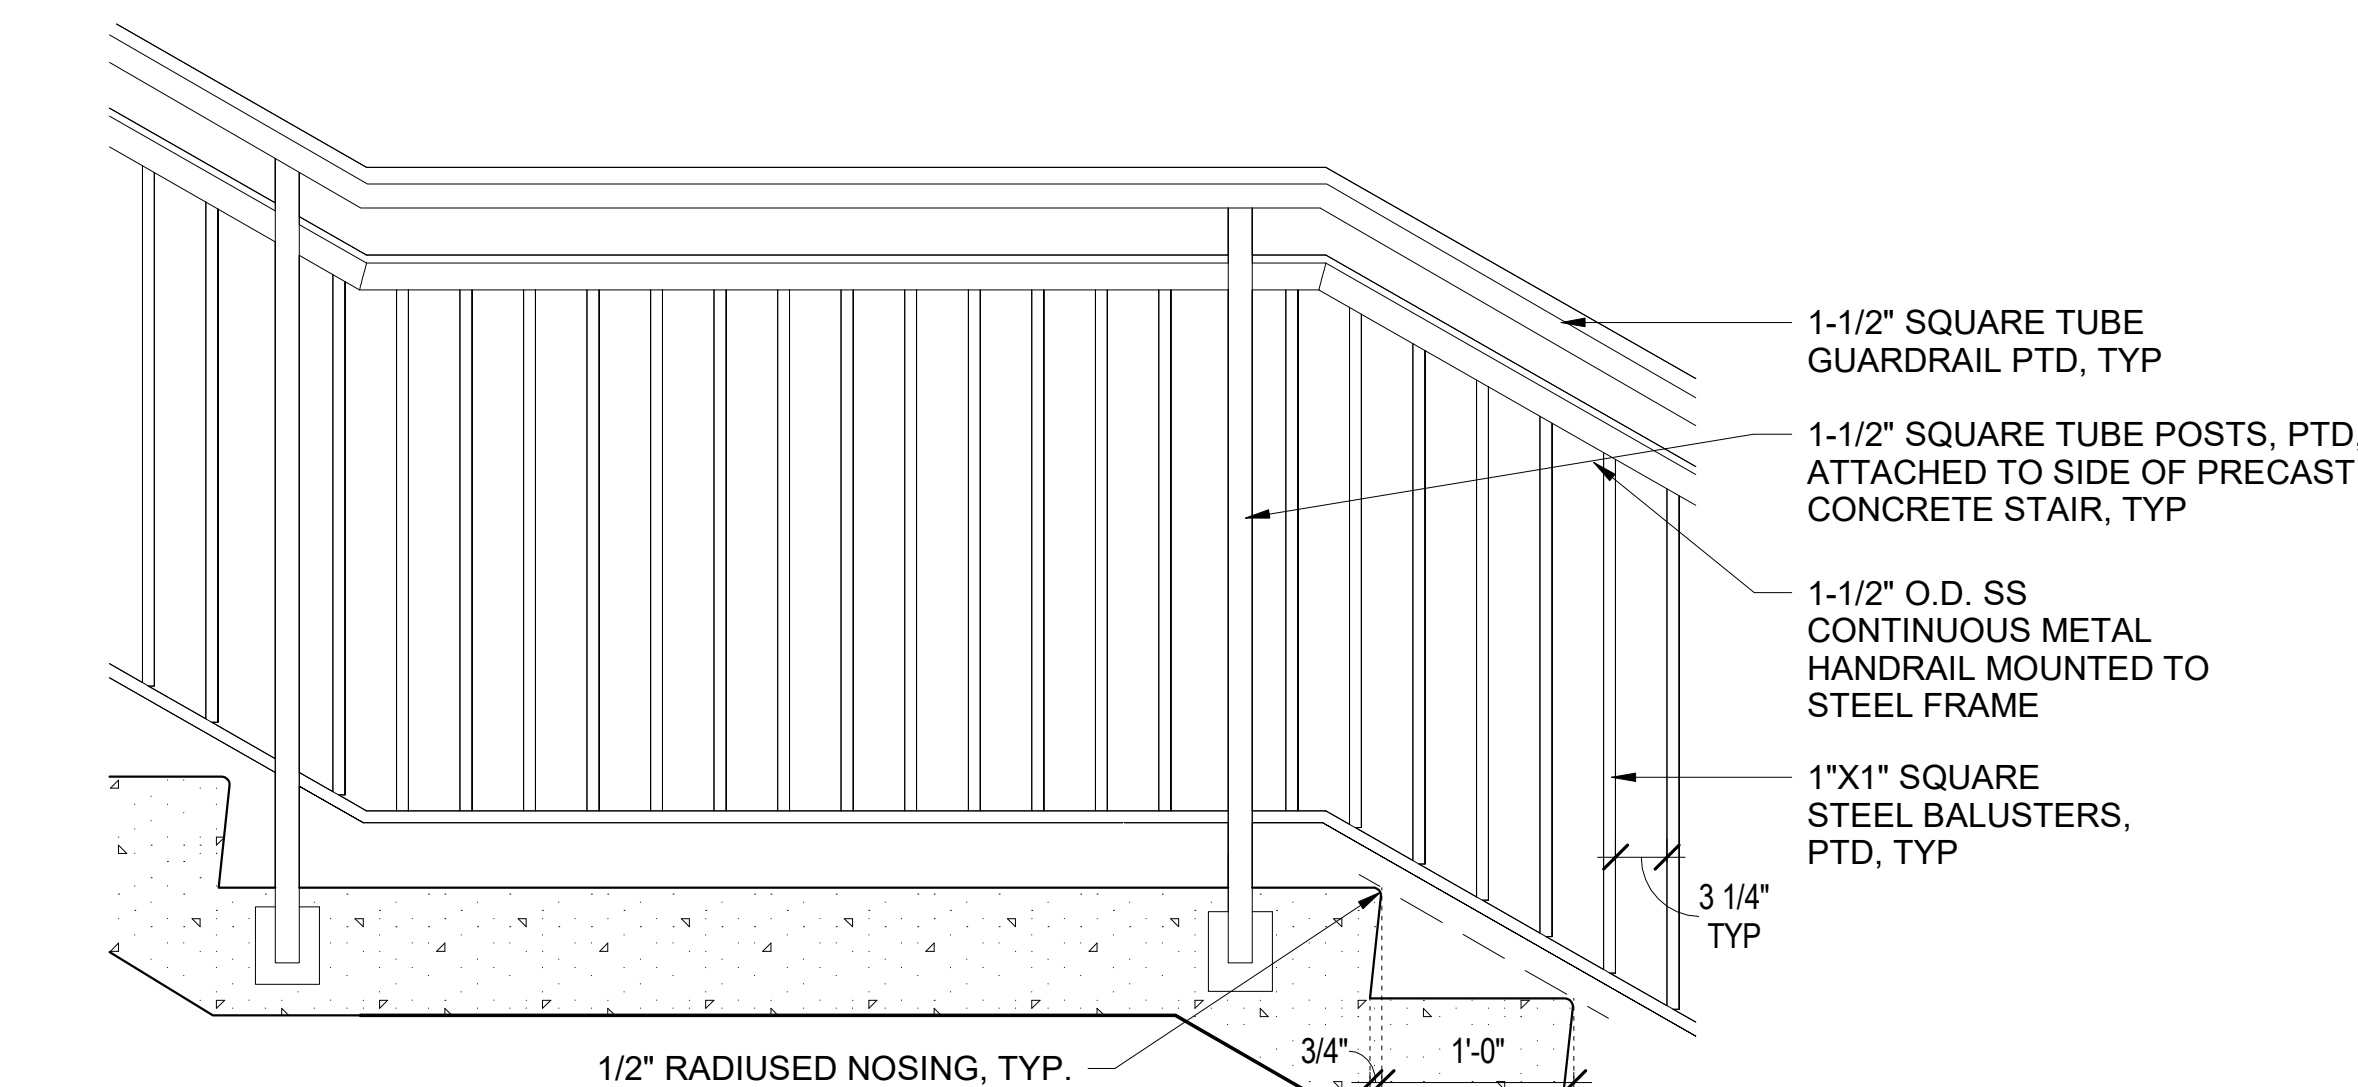 1-1/2" SQUARE TUBE
GUARDRAIL PTD, TYP
1-1/2" SQUARE TUBE POSTS, PTD,
ATTACHED TO SIDE OF PRECAST
CONCRETE STAIR, TYP
1-1/2" O.D. SS
CONTINUOUS METAL
HANDRAIL MOUNTED TO
STEEL FRAME
1"X1" SQUARE
STEEL BALUSTERS,
PTD, TYP
3 1/4"
TYP
3/4"
1'-0"
1/2" RADIUSED NOSING, TYP.